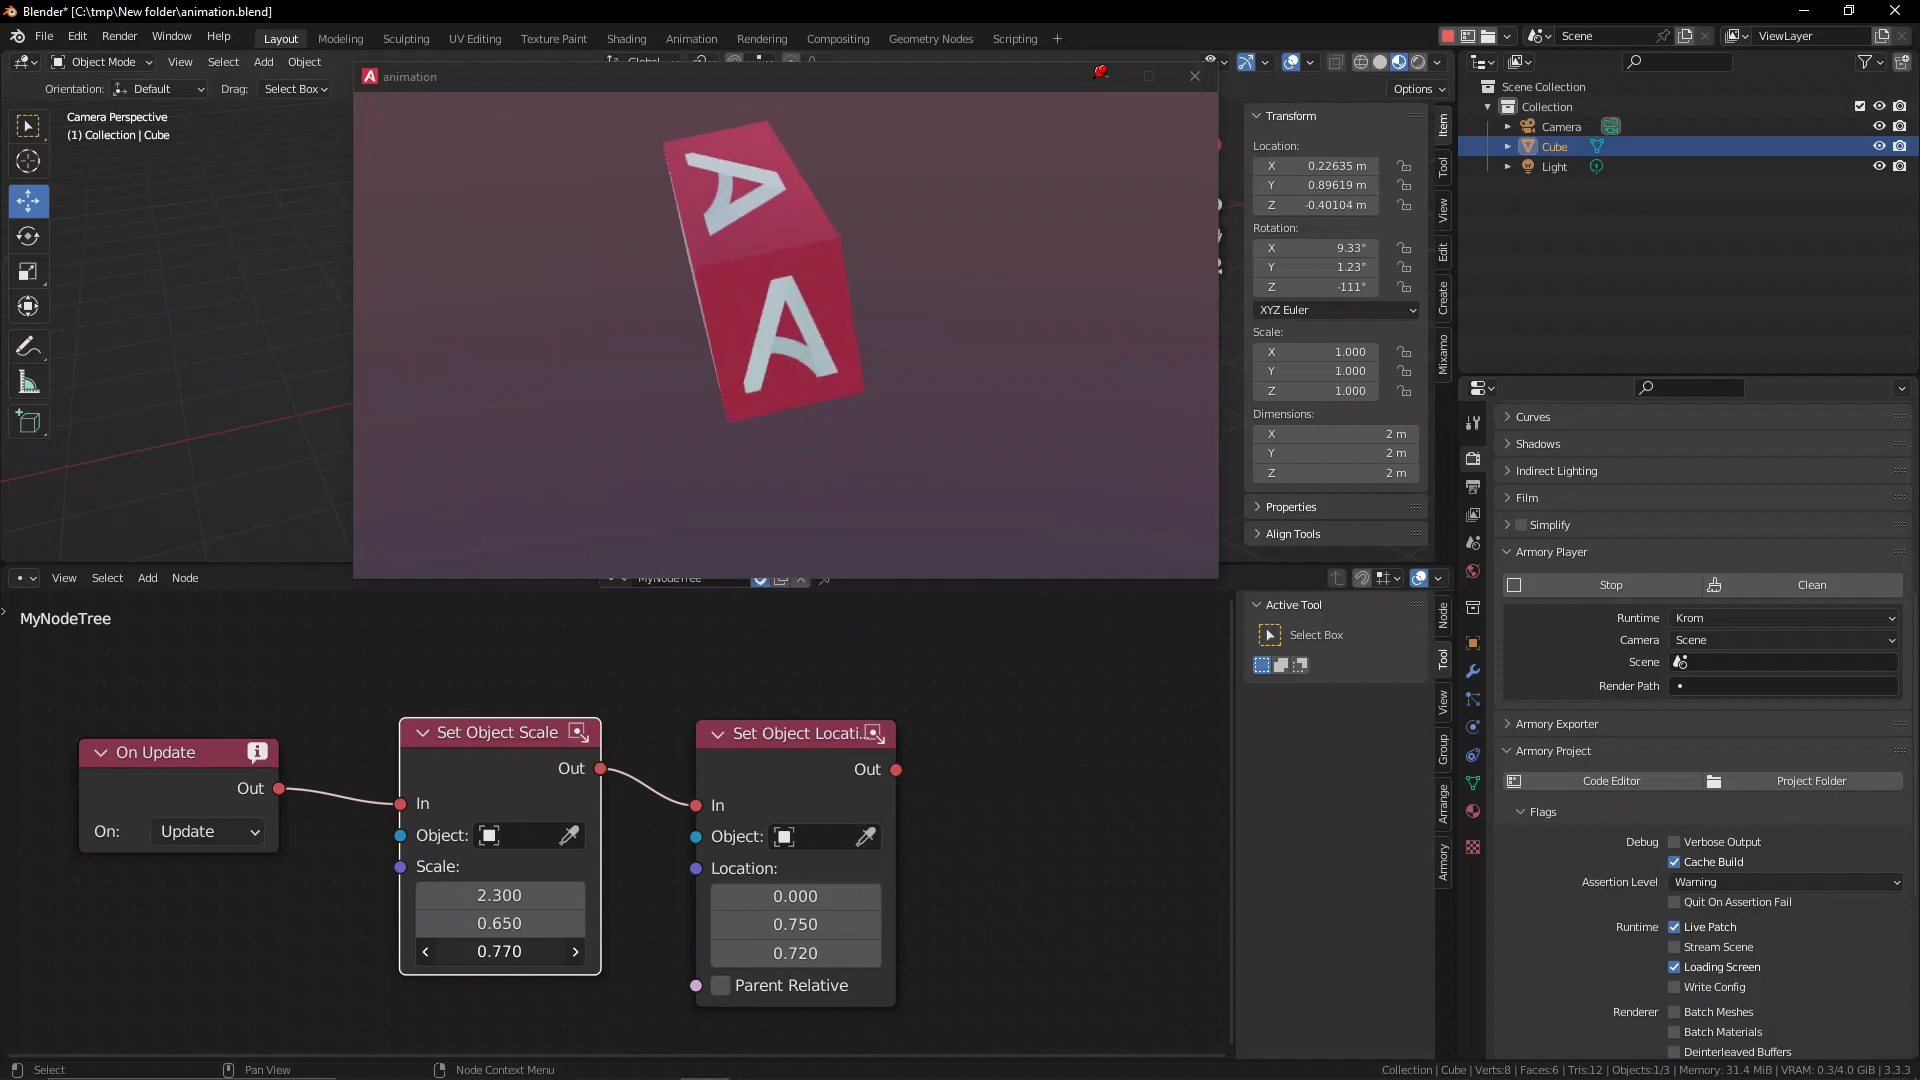 Blender* [C:\tmp\New folder\animation.blend]
File Edit Render Window Help Layout Modeling Sculpting UV Editing Texture Paint Shading Animation Rendering Compositing Geometry Nodes Scripting + Scene ViewLayer
Object Mode View Select Add Object Global
Orientation: Default Drag: Select Box Options
animation
Camera Perspective
(1) Collection | Cube
A
A
Transform
Location:
X 0.22635 m
Y 0.89619 m
Z -0.40104 m
Rotation:
X 9.33°
Y 1.23°
Z -111°
XYZ Euler
Scale:
X 1.000
Y 1.000
Z 1.000
Dimensions:
X 2 m
Y 2 m
Z 2 m
Properties
Align Tools
Item
Tool
View
Edit
Create
Mixamo
Scene Collection
Collection
Camera
Cube
Light
Curves
Shadows
Indirect Lighting
Film
Simplify
Armory Player
Stop Clean
Runtime Krom
Camera Scene
Scene
Render Path
Armory Exporter
Armory Project
Code Editor Project Folder
Flags
Debug Verbose Output
Cache Build
Assertion Level Warning
Quit On Assertion Fail
Runtime Live Patch
Stream Scene
Loading Screen
Write Config
Renderer Batch Meshes
Batch Materials
Deinterleaved Buffers
View Select Add Node MyNodeTree
MyNodeTree
On Update
Out
On: Update
Set Object Scale
Out
In
Object:
Scale:
2.300
0.650
0.770
Set Object Locati...
Out
In
Object:
Location:
0.000
0.750
0.720
Parent Relative
Active Tool
Select Box
Node
Tool
View
Group
Arrange
Armory
Select Pan View Node Context Menu Collection | Cube | Verts:8 | Faces:6 | Tris:12 | Objects:1/3 | Memory: 31.4 MiB | VRAM: 0.3/4.0 GiB | 3.3.3